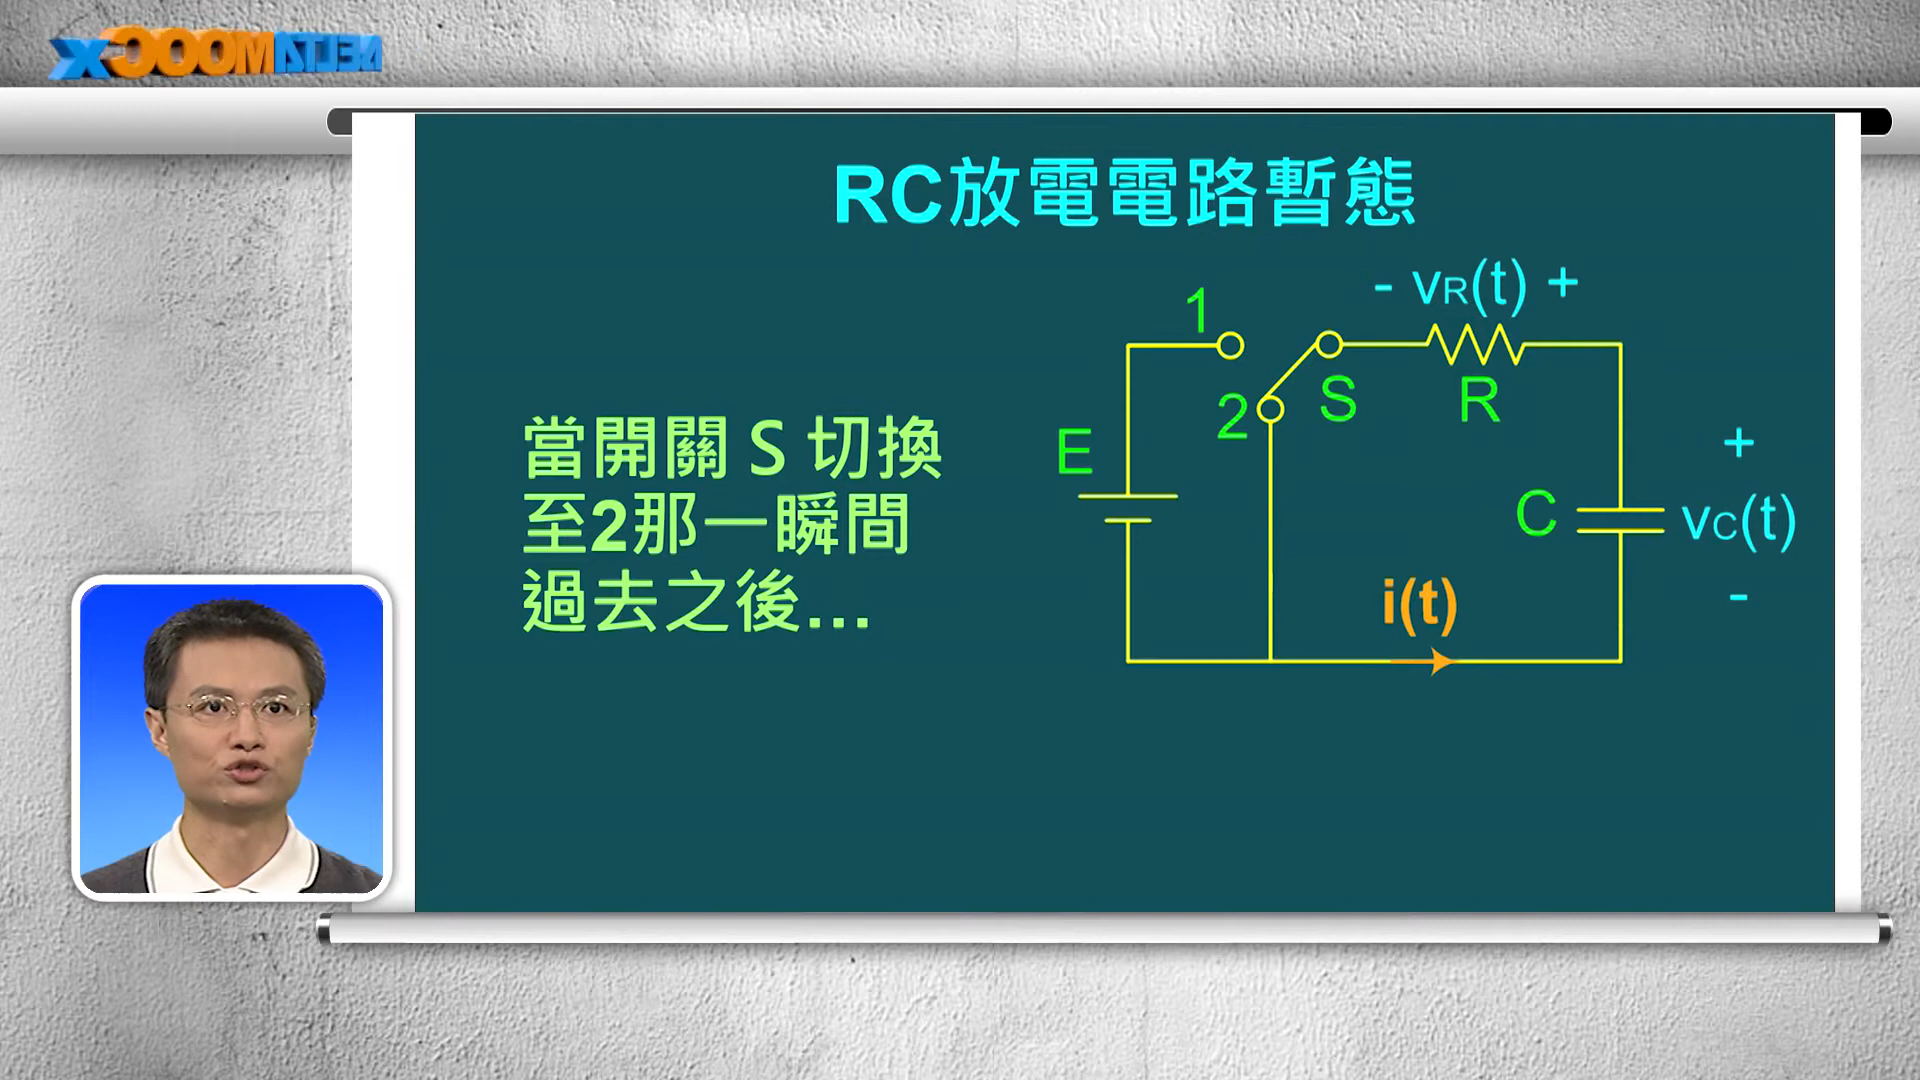 DELTAMOOCx
RC放電電路暫態
- vR(t) +
1
2
S
R
E
當開關 S 切換
至2那一瞬間
過去之後...
+
C
vC(t)
-
i(t)